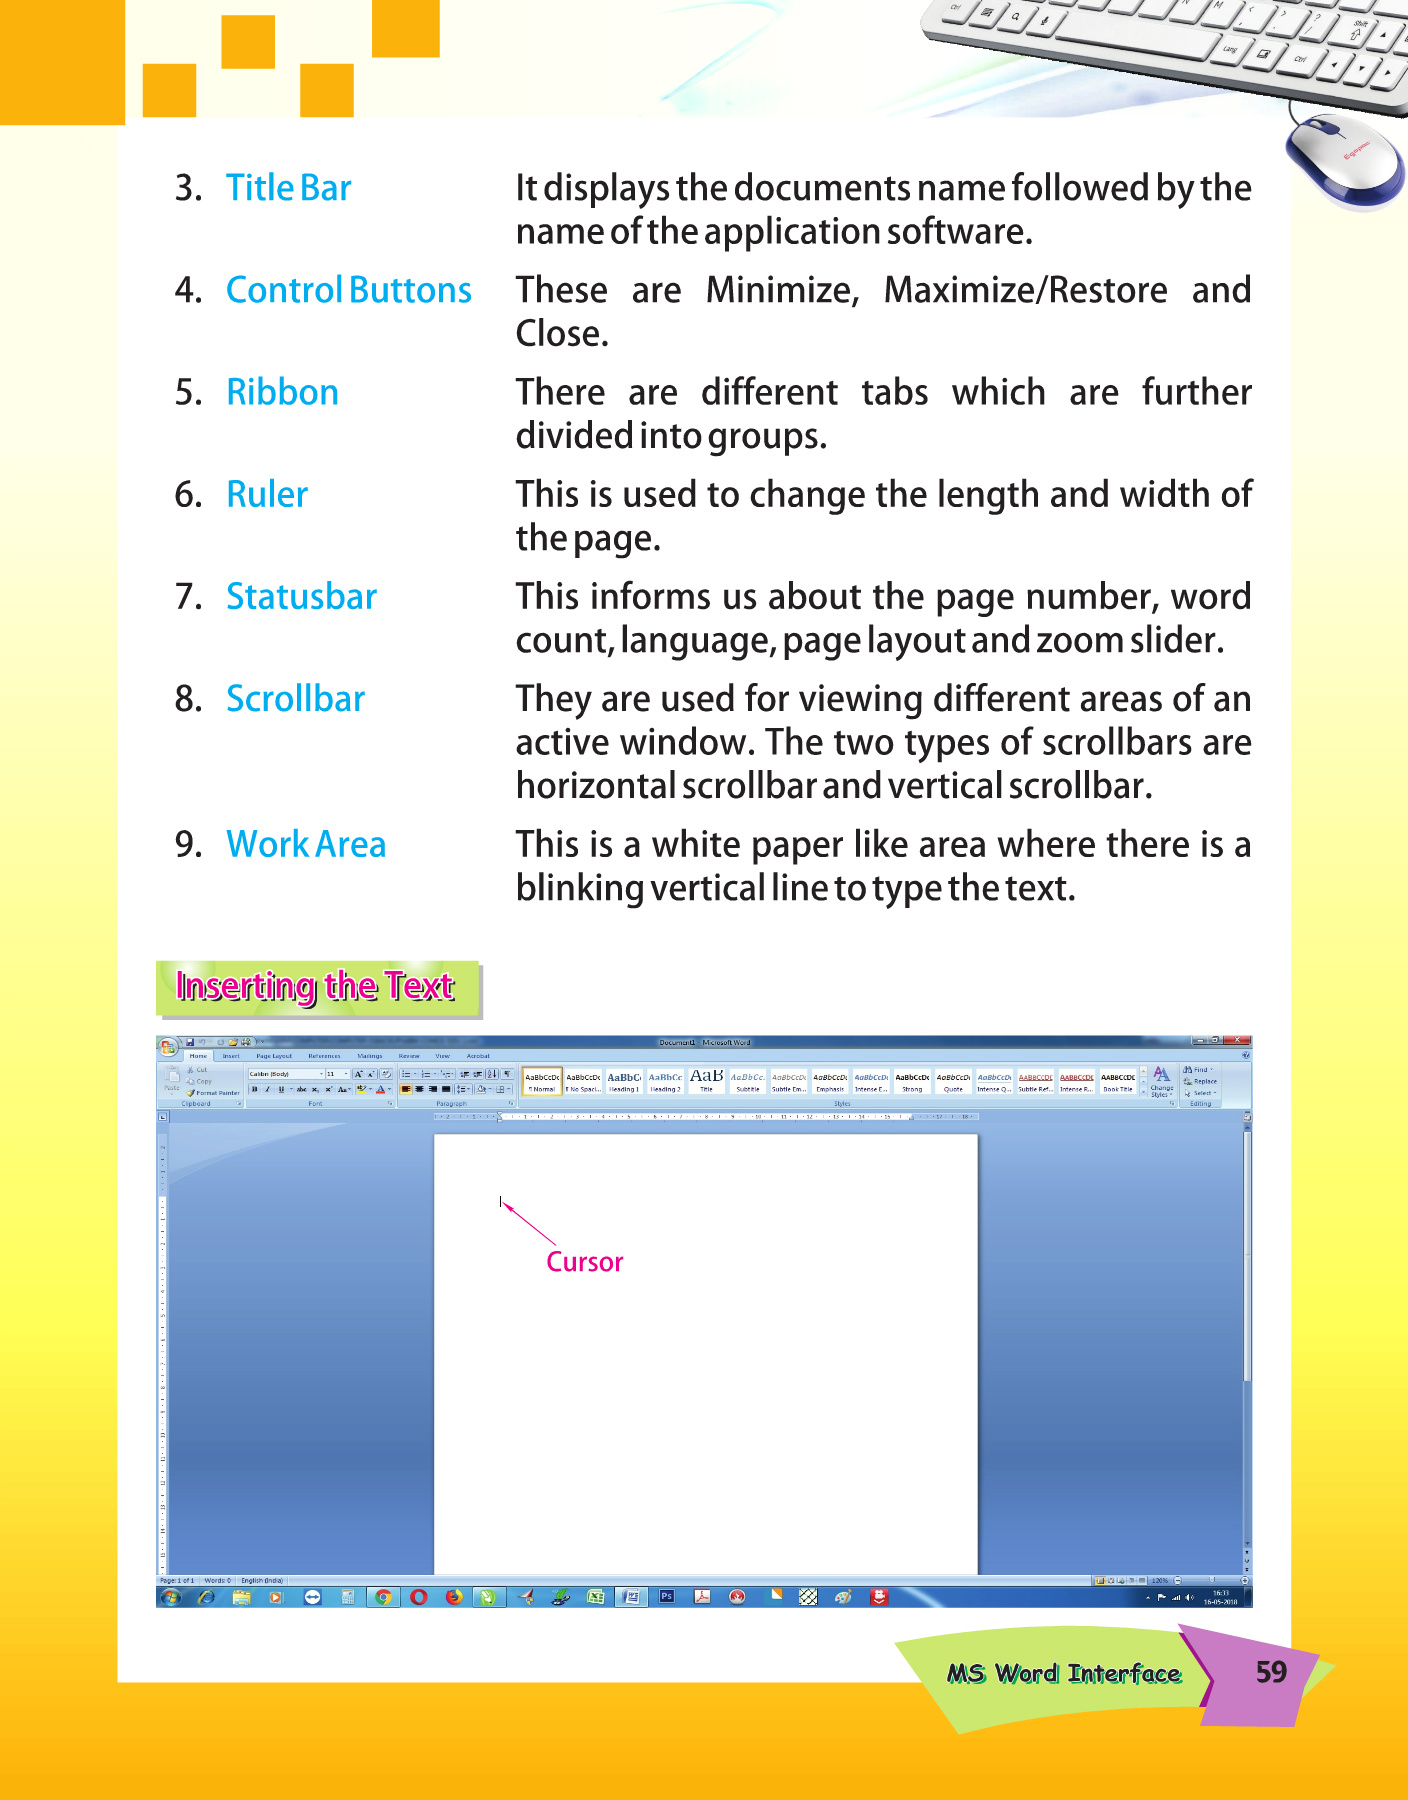 3. Title Bar It displays the documents name followed by the
name of the application software.
4. Control Buttons These are Minimize, Maximize/Restore and
Close.
5. Ribbon There are different tabs which are further
divided into groups.
6. Ruler This is used to change the length and width of
the page.
7. Statusbar This informs us about the page number, word
count, language, page layout and zoom slider.
8. Scrollbar They are used for viewing different areas of an
active window. The two types of scrollbars are
horizontal scrollbar and vertical scrollbar.
9. Work Area This is a white paper like area where there is a
blinking vertical line to type the text.
Inserting the Text
Document1 Microsoft Word
Home Insert Page Layout References Mailings Review View Acrobat
Cut
Copy
Paste
Format Painter
Calibri (Body) 11
AaBbCcDc AaBbCcDc AaBbC AaBbCc AaB AaBbCc. AaBbCcDc AaBbCcDc AaBbCcDc AaBbCcDc AaBbCcDc AaBbCcDc AABBCCDC AABBCCDC AABBCCDC
¶ Normal ¶ No Spaci... Heading 1 Heading 2 Title Subtitle Subtle Em... Emphasis Intense E... Strong Quote Intense Q... Subtle Ref... Intense R... Book Title
Change
Styles
Find
Replace
Select
Clipboard Font Paragraph Styles Editing
Cursor
Page: 1 of 1 Words: 0 English (India) 120%
16:33
16-05-2018
MS Word Interface 59